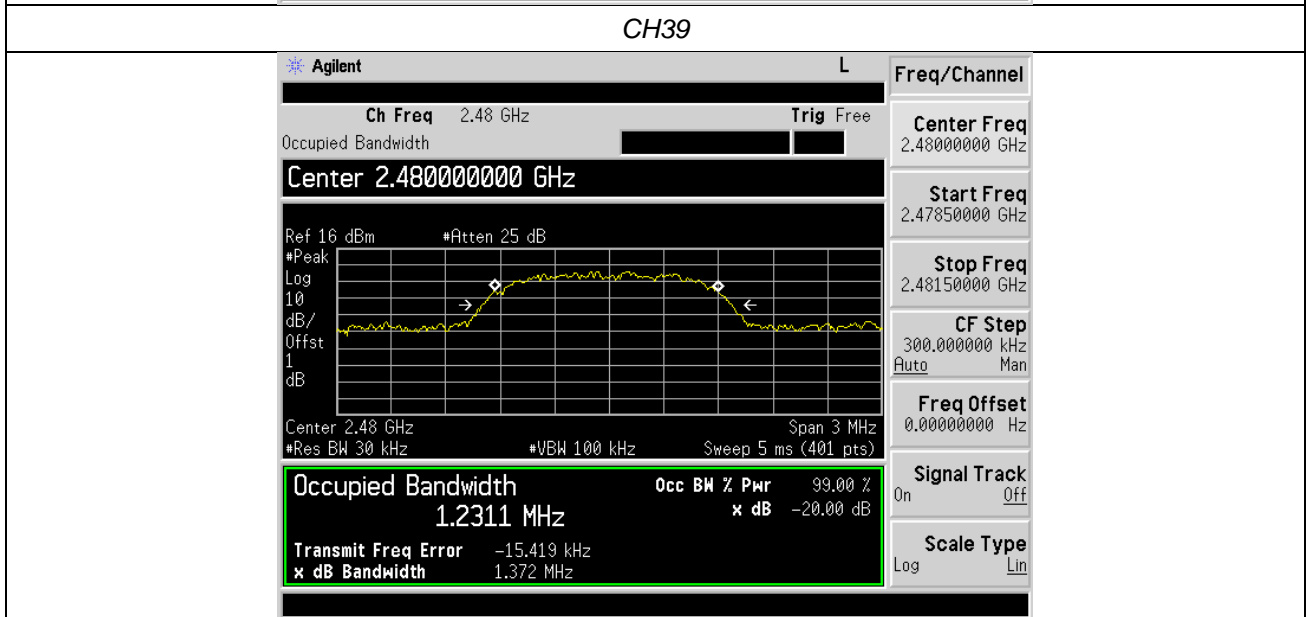 CH39
Agilent L
Freq/Channel
Ch Freq 2.48 GHz Trig Free
Occupied Bandwidth
Center 2.480000000 GHz
Ref 16 dBm #Atten 25 dB
#Peak
Log
10
dB/
Offst
1
dB
Center 2.48 GHz Span 3 MHz
#Res BW 30 kHz #VBW 100 kHz Sweep 5 ms (401 pts)
Occupied Bandwidth Occ BW % Pwr 99.00 %
1.2311 MHz x dB -20.00 dB
Transmit Freq Error -15.419 kHz
x dB Bandwidth 1.372 MHz
Center Freq
2.48000000 GHz
Start Freq
2.47850000 GHz
Stop Freq
2.48150000 GHz
CF Step
300.000000 kHz
Auto Man
Freq Offset
0.00000000 Hz
Signal Track
On Off
Scale Type
Log Lin